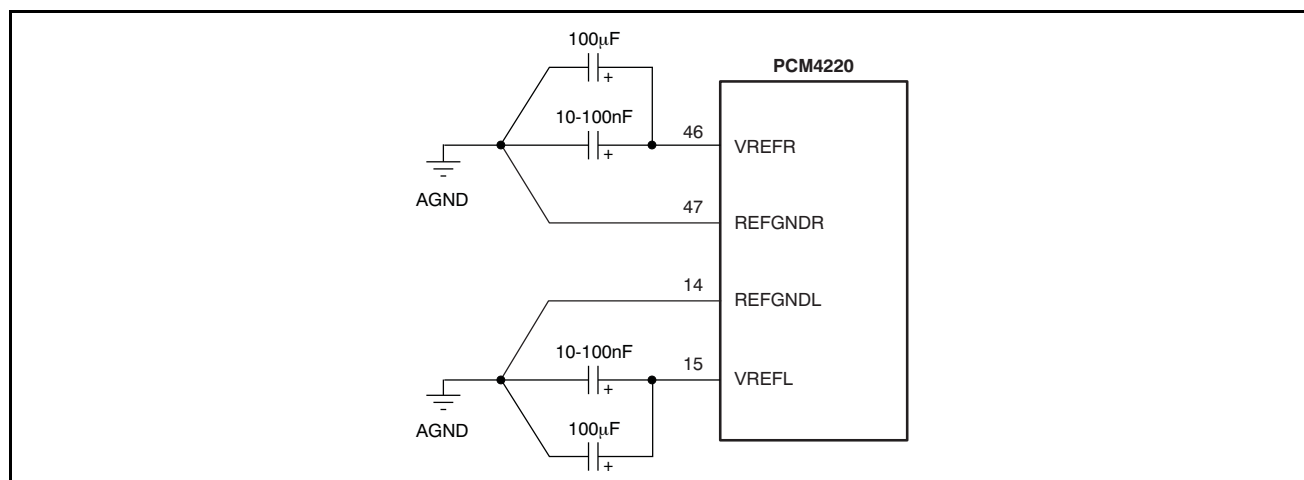 100μF
+
PCM4220
10-100nF
+
46
VREFR
AGND
47
REFGNDR
14
REFGNDL
10-100nF
+
15
VREFL
AGND
100μF
+